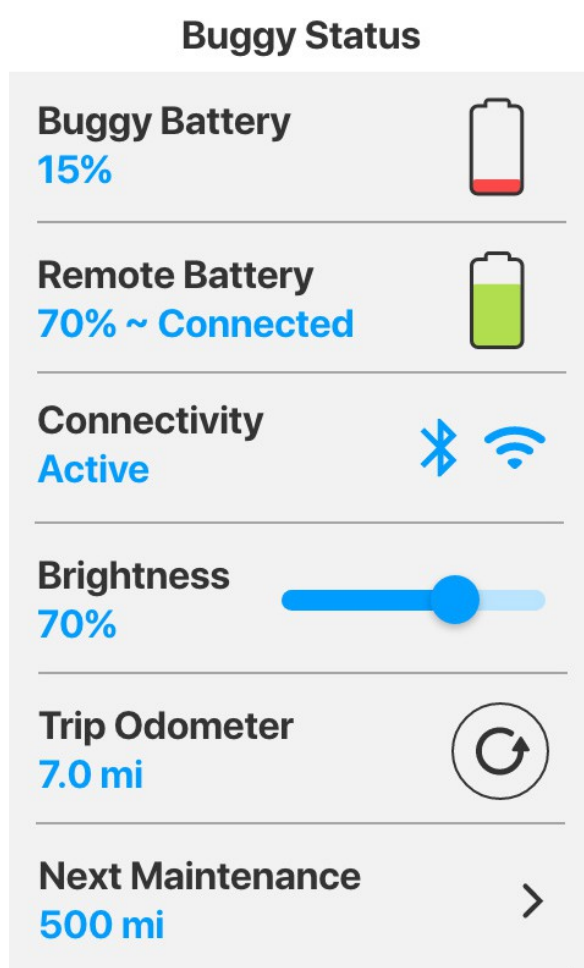 Buggy Status
Buggy Battery
15%
Remote Battery
70% ~ Connected
Connectivity
Active
Brightness
70%
Trip Odometer
7.0 mi
Next Maintenance
500 mi